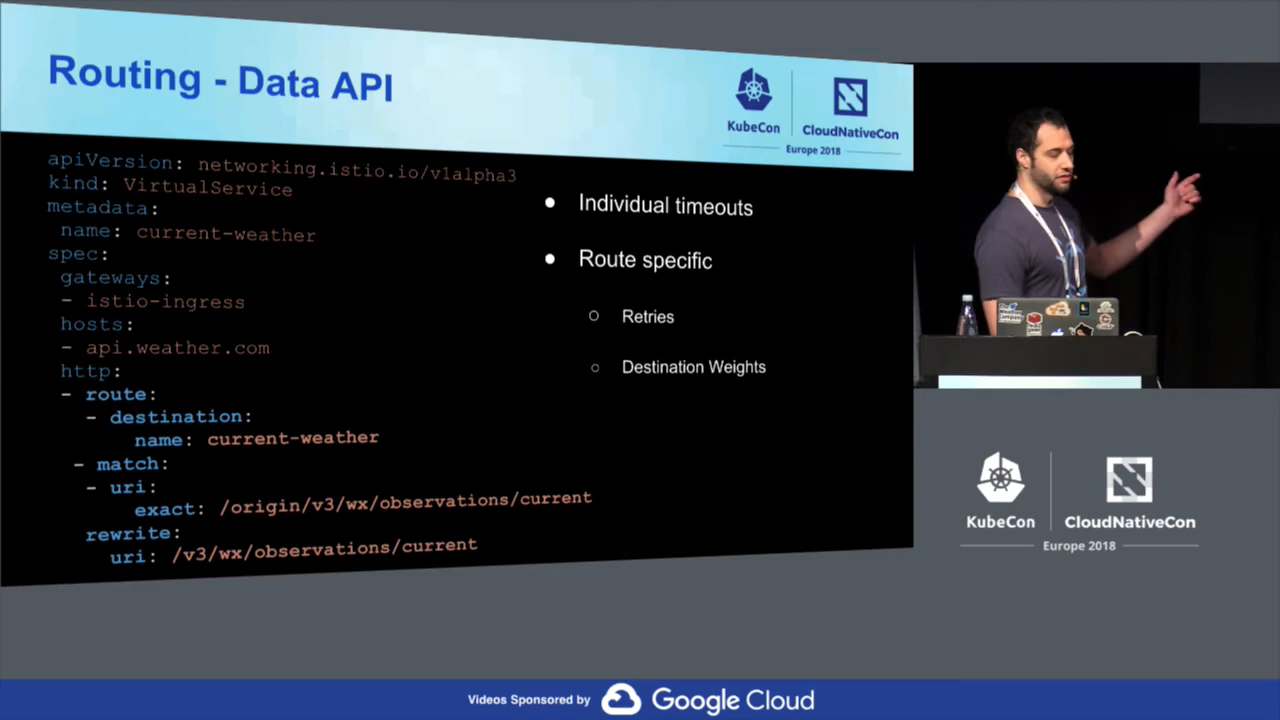 Routing - Data API
KubeCon
CloudNativeCon
Europe 2018
apiVersion: networking.istio.io/v1alpha3
kind: VirtualService
metadata:
name: current-weather
spec:
gateways:
- istio-ingress
hosts:
- api.weather.com
http:
- route:
- destination:
name: current-weather
- match:
- uri:
exact: /origin/v3/wx/observations/current
rewrite:
uri: /v3/wx/observations/current
● Individual timeouts
● Route specific
○ Retries
○ Destination Weights
KubeCon
CloudNativeCon
Europe 2018
Videos Sponsored by Google Cloud